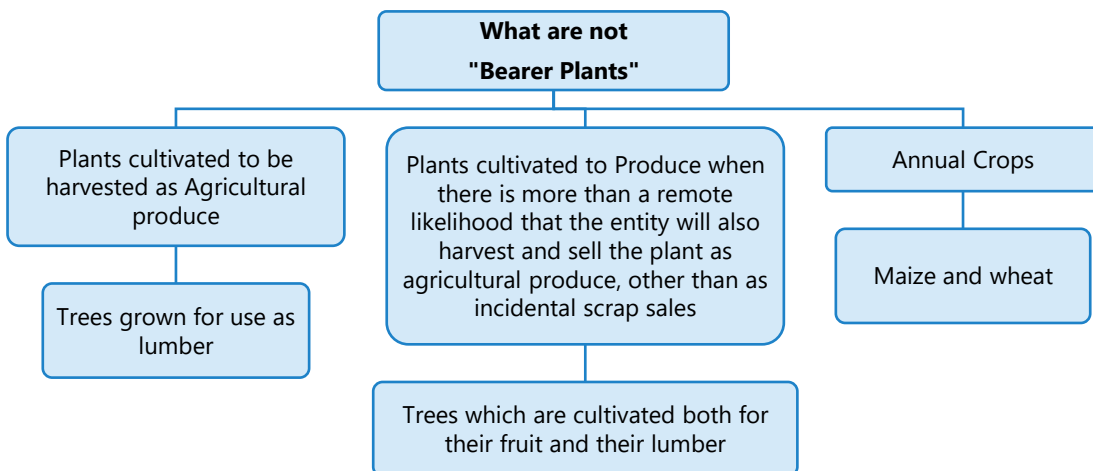 What are not
"Bearer Plants"
Plants cultivated to be
harvested as Agricultural
produce
Trees grown for use as
lumber
Plants cultivated to Produce when
there is more than a remote
likelihood that the entity will also
harvest and sell the plant as
agricultural produce, other than as
incidental scrap sales
Trees which are cultivated both for
their fruit and their lumber
Annual Crops
Maize and wheat